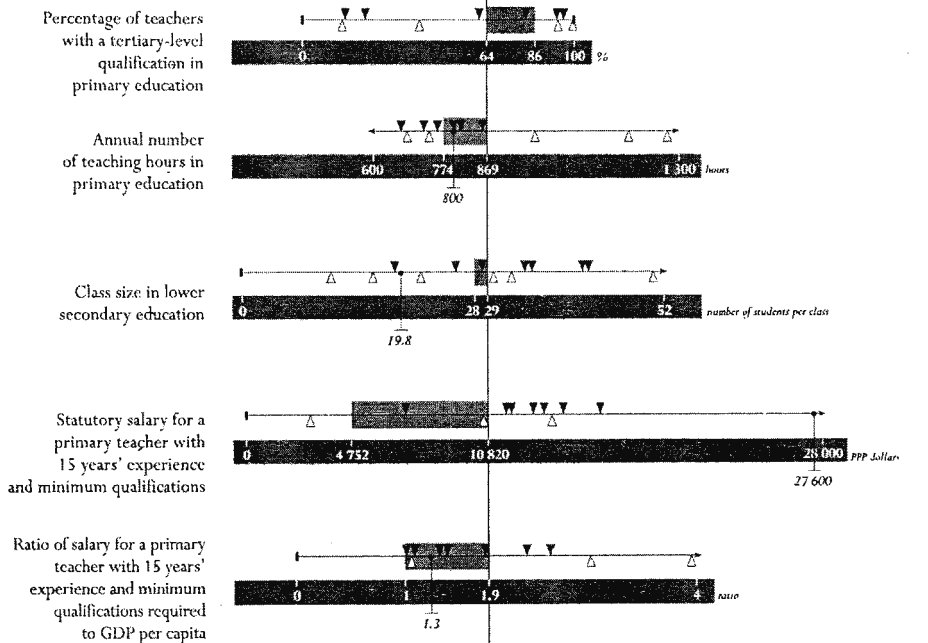 Percentage of teachers
with a tertiary-level
qualification in
primary education
0 64 86 100 %
Annual number
of teaching hours in
primary education
600 774 869 1 300 hours
800
Class size in lower
secondary education
0 28 29 52 number of students per class
19.8
Statutory salary for a
primary teacher with
15 years' experience
and minimum qualifications
0 4 752 10 820 28 000 PPP dollars
27 600
Ratio of salary for a primary
teacher with 15 years'
experience and minimum
qualifications required
to GDP per capita
0 1 1.9 4 ratio
1.3